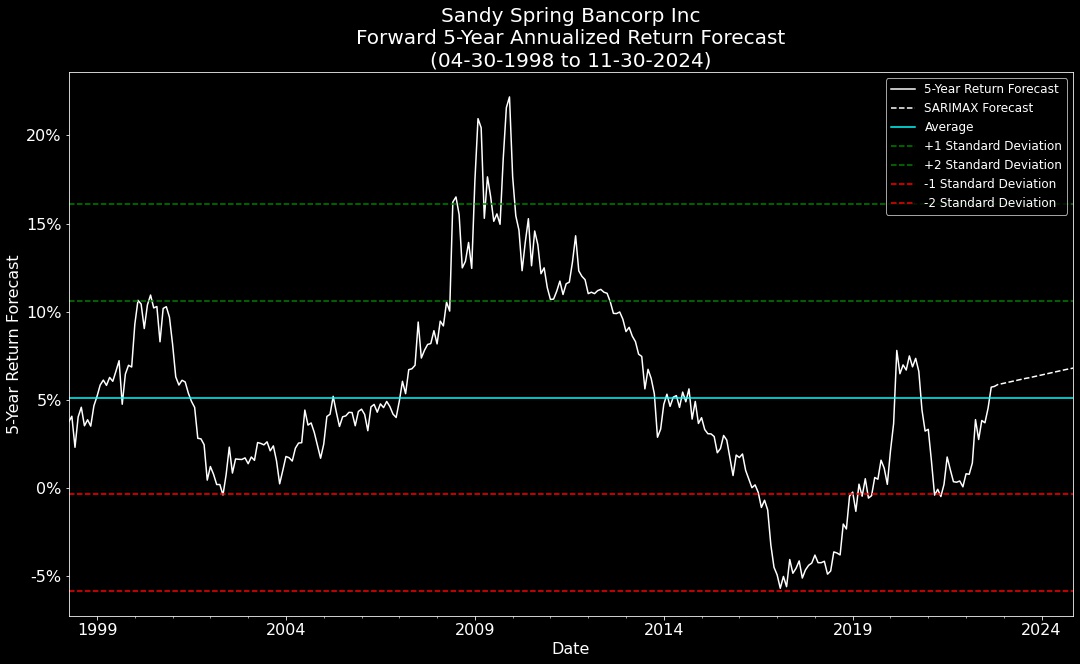 Sandy Spring Bancorp Inc
Forward 5-Year Annualized Return Forecast
(04-30-1998 to 11-30-2024)
5-Year Return Forecast
SARIMAX Forecast
Average
+1 Standard Deviation
+2 Standard Deviation
-1 Standard Deviation
-2 Standard Deviation
5-Year Return Forecast
20%
15%
10%
5%
0%
-5%
1999
2004
2009
2014
2019
2024
Date